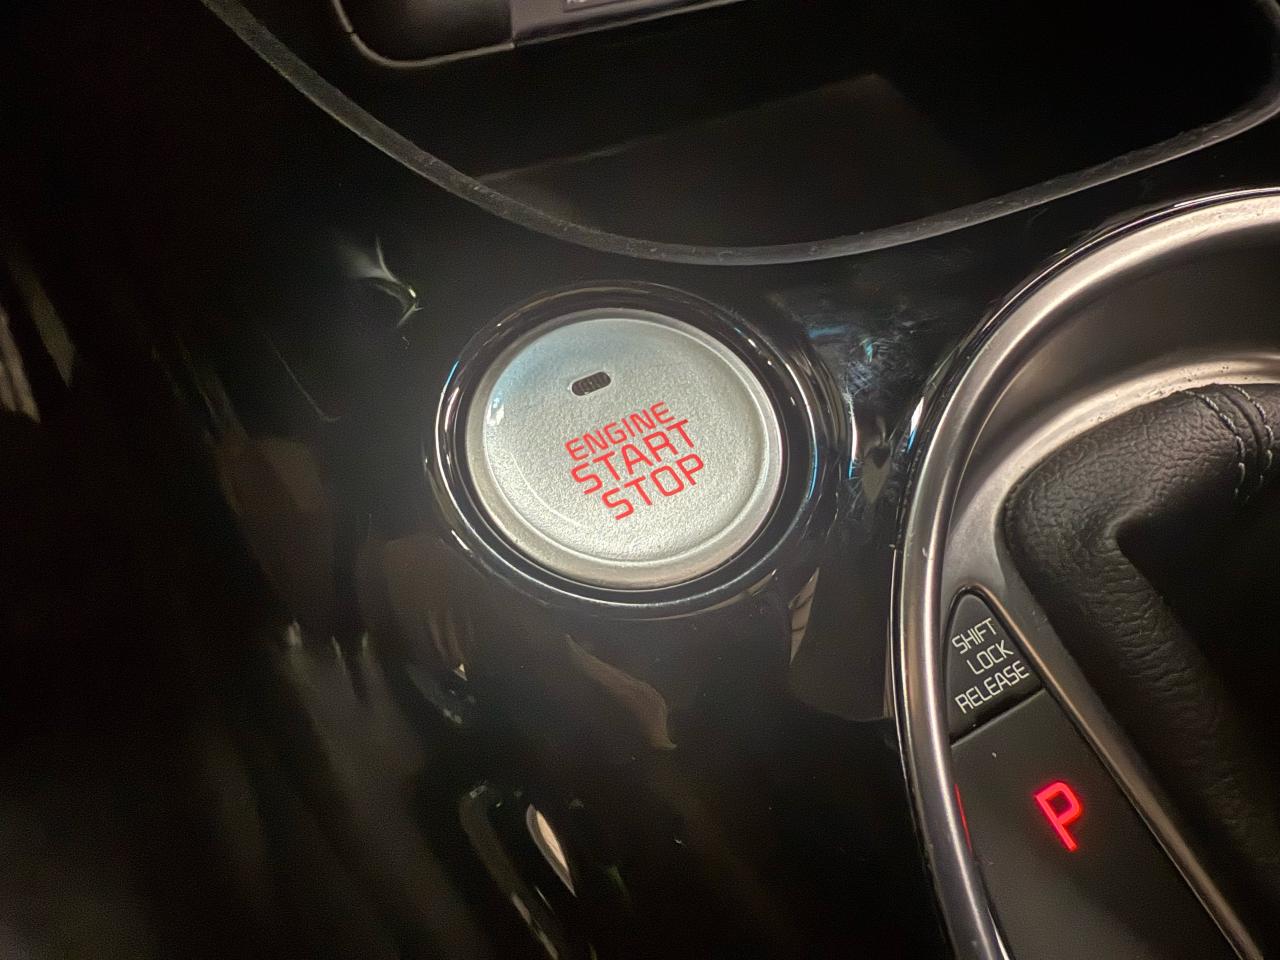 ENGINE
START
STOP
SHIFT
LOCK
RELEASE
P